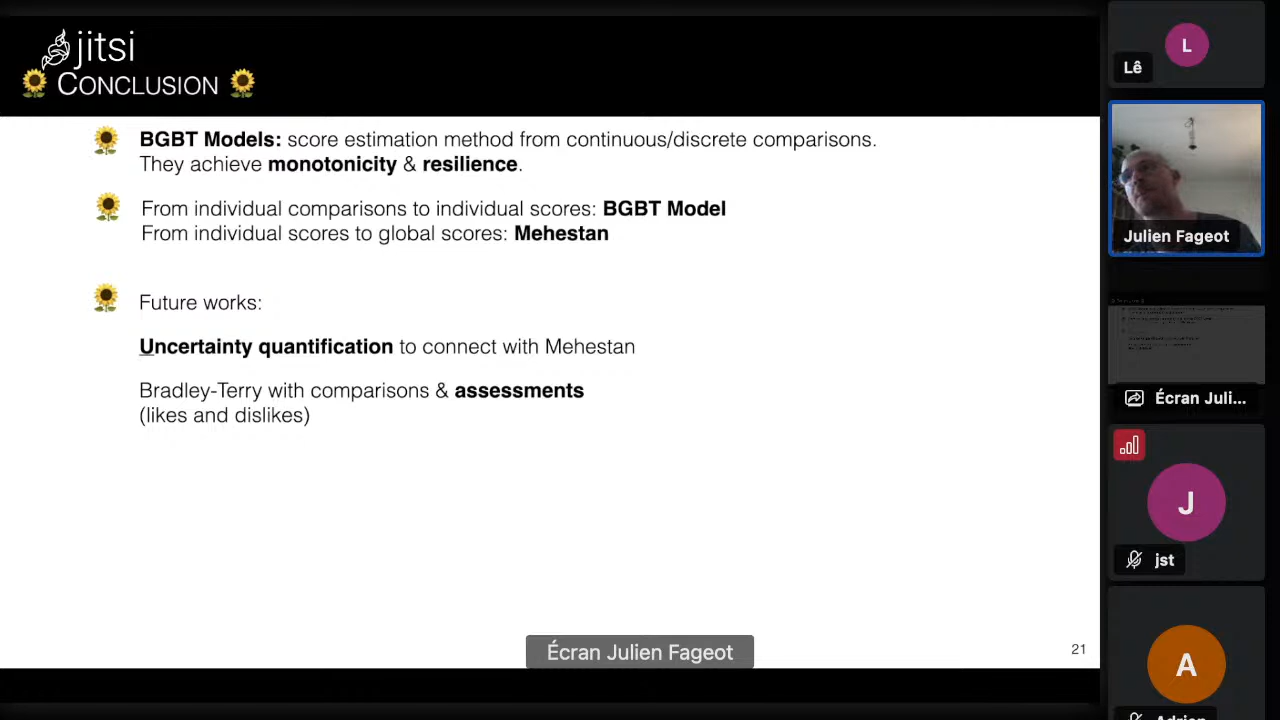 jitsi
CONCLUSION
BGBT Models: score estimation method from continuous/discrete comparisons.
They achieve monotonicity & resilience.
From individual comparisons to individual scores: BGBT Model
From individual scores to global scores: Mehestan
Future works:
Uncertainty quantification to connect with Mehestan
Bradley-Terry with comparisons & assessments
(likes and dislikes)
Écran Julien Fageot
21
L
Lê
Julien Fageot
Écran Juli...
J
jst
A
Adrien